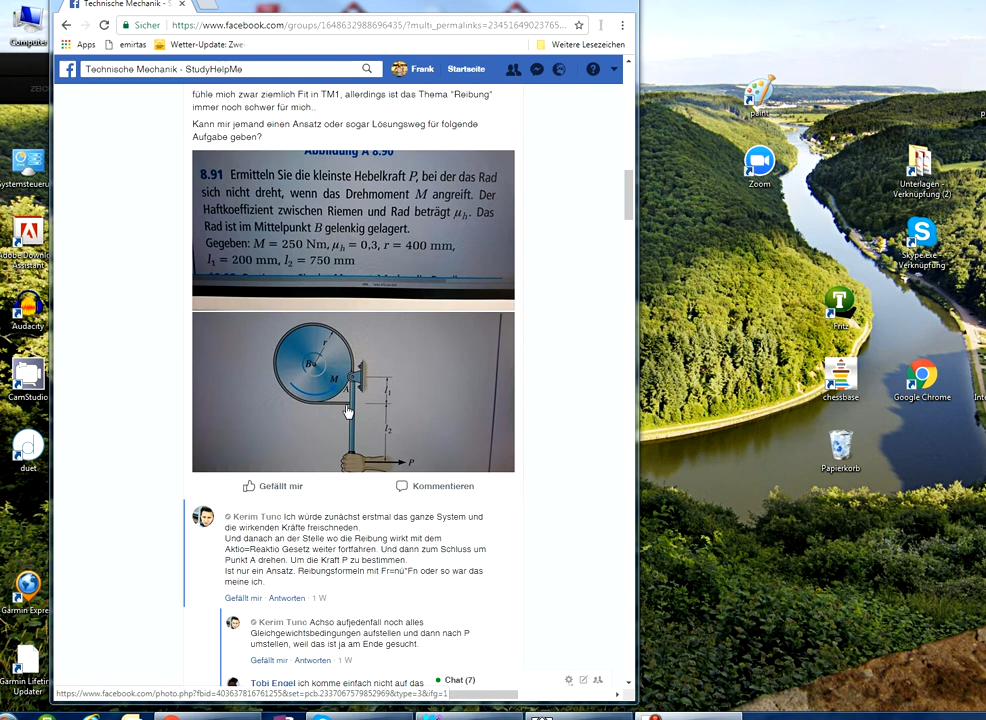 Technische Mechanik - S
Computer
Sicher
https://www.facebook.com/groups/1648632988696435/?multi_permalinks=23451649023765...
Apps
emirtas
Wetter-Update: Zwe
Weitere Lesezeichen
Technische Mechanik - StudyHelpMe
Frank
Startseite
fühle mich zwar ziemlich Fit in TM1, allerdings ist das Thema "Reibung"
immer noch schwer für mich..
Kann mir jemand einen Ansatz oder sogar Lösungsweg für folgende
Aufgabe geben?
Abbildung A 8.90
8.91 Ermitteln Sie die kleinste Hebelkraft P, bei der das Rad
sich nicht dreht, wenn das Drehmoment M angreift. Der
Haftkoeffizient zwischen Riemen und Rad beträgt μh. Das
Rad ist im Mittelpunkt B gelenkig gelagert.
Gegeben: M = 250 Nm, μh = 0,3, r = 400 mm,
l1 = 200 mm, l2 = 750 mm
r
B
M
A
l1
l2
P
Gefällt mir
Kommentieren
Kerim Tunc Ich würde zunächst erstmal das ganze System und
die wirkenden Kräfte freischneden.
Und danach an der Stelle wo die Reibung wirkt mit dem
Aktio=Reaktio Gesetz weiter fortfahren. Und dann zum Schluss um
Punkt A drehen. Um die Kraft P zu bestimmen.
Ist nur ein Ansatz. Reibungsformeln mit Fr=nü*Fn oder so war das
meine ich.
Gefällt mir · Antworten · 1 W
Kerim Tunc Achso aufjedenfall noch alles
Gleichgewichtsbedingungen aufstellen und dann nach P
umstellen, weil das ist ja am Ende gesucht.
Gefällt mir · Antworten · 1 W
Tobi Engel ich komme einfach nicht auf das
Chat (7)
https://www.facebook.com/photo.php?fbid=403637816761255&set=pcb.2337067579852969&type=3&ifg=1
Systemsteueru
Adobe Downl
Assistant
Audacity
CamStudio
duet
Garmin Expre
Garmin Lifetir
Updater
paint
Zoom
Unterlagen -
Verknüpfung (2)
Skype.exe -
Verknüpfung
Fritz
chessbase
Google Chrome
Papierkorb